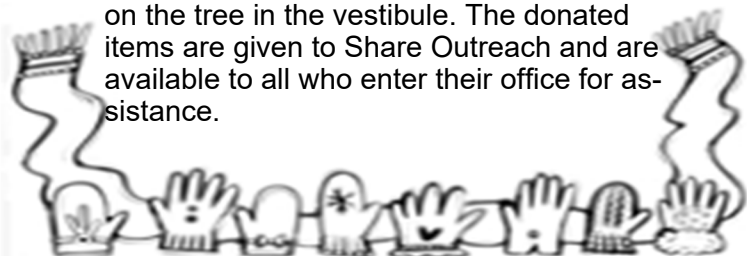 on the tree in the vestibule. The donated
items are given to Share Outreach and are
available to all who enter their office for as-
sistance.